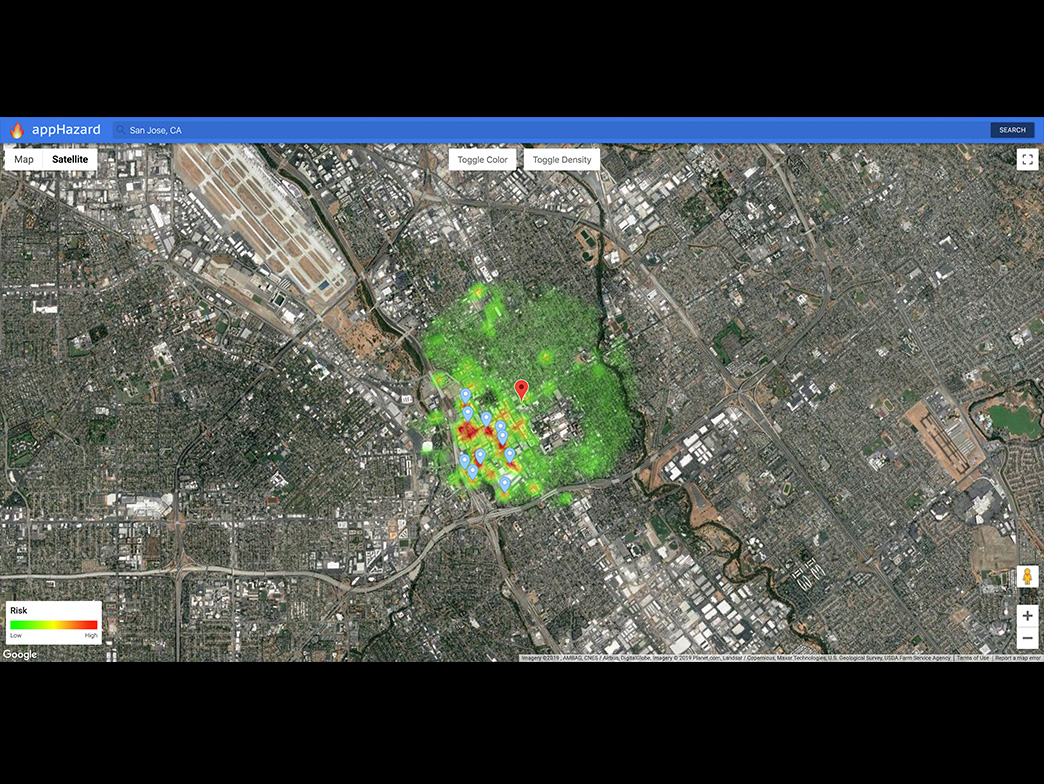 appHazard
San Jose, CA
SEARCH
Map
Satellite
Toggle Color
Toggle Density
Risk
Low
High
Google
Imagery ©2019 , AMBAG, CNES / Airbus, DigitalGlobe, Imagery © 2019 Planet.com, Landsat / Copernicus, Maxar Technologies, U.S. Geological Survey, USDA Farm Service Agency
Terms of Use
Report a map error